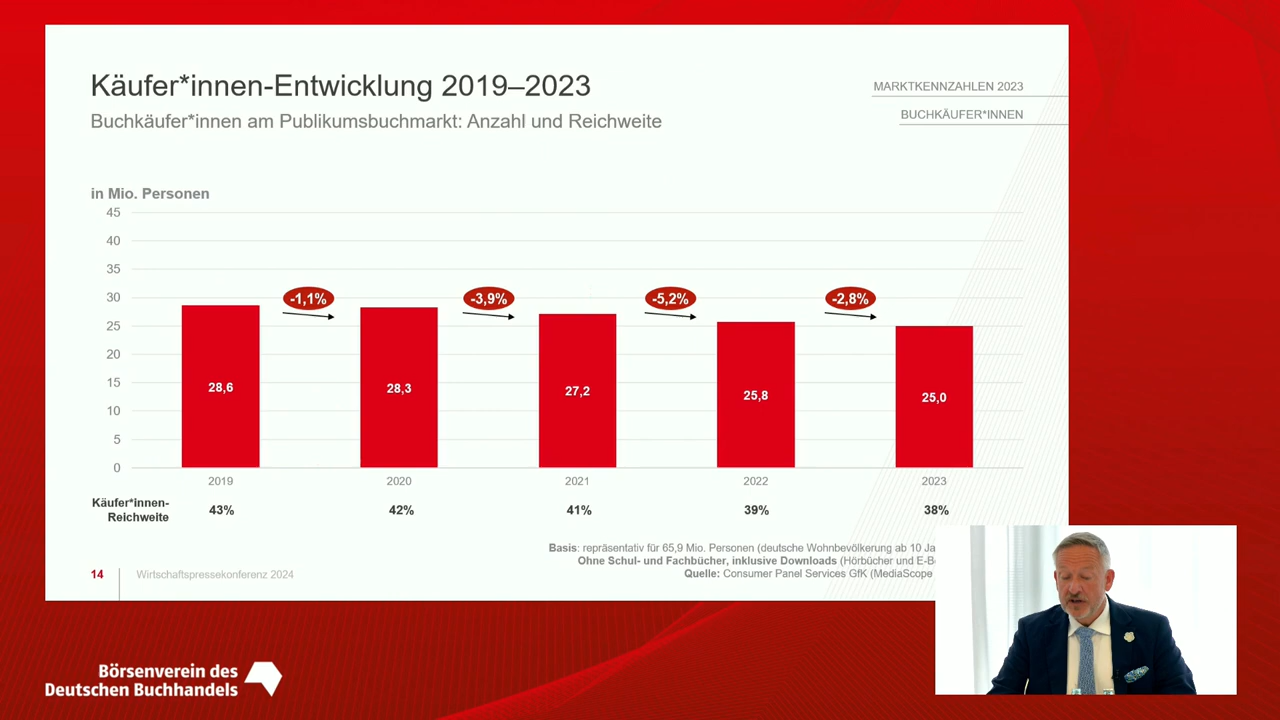 Käufer*innen-Entwicklung 2019–2023
Buchkäufer*innen am Publikumsbuchmarkt: Anzahl und Reichweite
MARKTKENNZAHLEN 2023
BUCHKÄUFER*INNEN
in Mio. Personen
45
40
35
30
25
20
15
10
5
0
-1,1%
-3,9%
-5,2%
-2,8%
28,6
28,3
27,2
25,8
25,0
2019
2020
2021
2022
2023
Käufer*innen-
Reichweite
43%
42%
41%
39%
38%
Basis: repräsentativ für 65,9 Mio. Personen (deutsche Wohnbevölkerung ab 10
Ohne Schul- und Fachbücher, inklusive Downloads (Hörbücher und
Quelle: Consumer Panel Services GfK (MediaScope
14
Wirtschaftspressekonferenz 2024
Börsenverein des
Deutschen Buchhandels